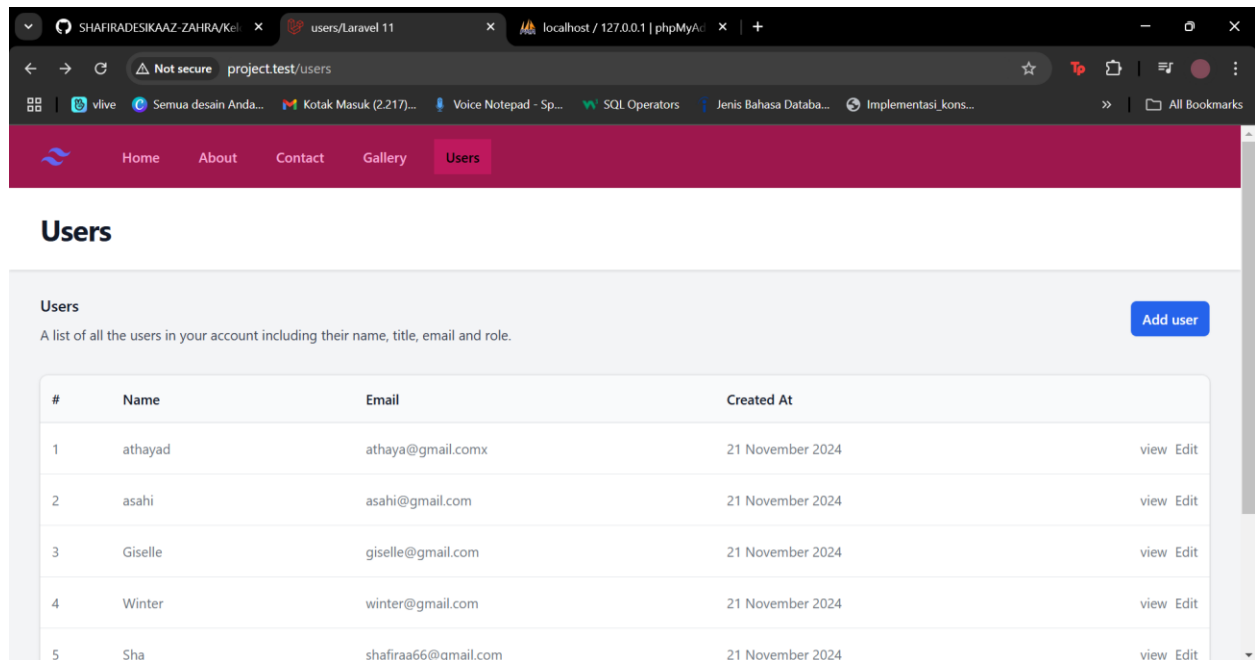 SHAFIRADESIKAAZ-ZAHRA/Kel
users/Laravel 11
localhost / 127.0.0.1 | phpMyAd
Not secure project.test/users
Tp
vlive
Semua desain Anda...
Kotak Masuk (2.217)...
Voice Notepad - Sp...
SQL Operators
Jenis Bahasa Databa...
Implementasi_kons...
»
All Bookmarks
Home About Contact Gallery Users
Users
Users
A list of all the users in your account including their name, title, email and role.
Add user
# Name Email Created At
1 athayad athaya@gmail.comx 21 November 2024 view Edit
2 asahi asahi@gmail.com 21 November 2024 view Edit
3 Giselle giselle@gmail.com 21 November 2024 view Edit
4 Winter winter@gmail.com 21 November 2024 view Edit
5 Sha shafiraa66@gmail.com 21 November 2024 view Edit